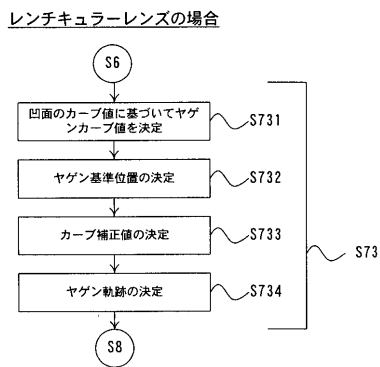 レンチキュラーレンズの場合
S6
凹面のカーブ値に基づいてヤゲ
ンカーブ値を決定
S731
ヤゲン基準位置の決定
S732
カーブ補正値の決定
S733
S73
ヤゲン軌跡の決定
S734
S8